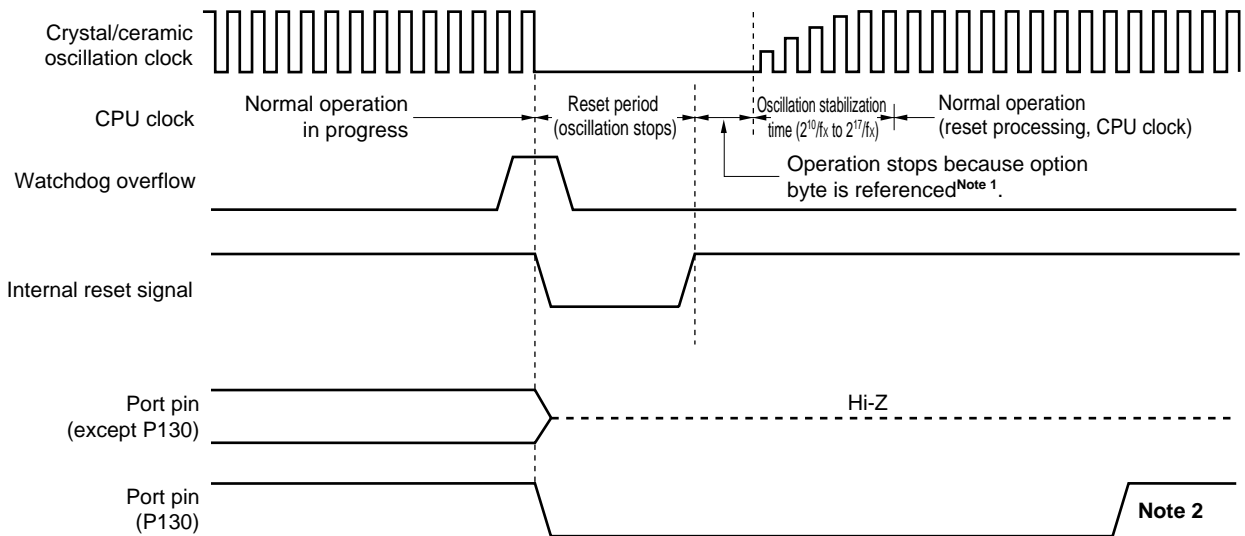 Crystal/ceramic
oscillation clock
CPU clock
Normal operation
in progress
Reset period
(oscillation stops)
Oscillation stabilization
time (2¹⁰/fx to 2¹⁷/fx)
Normal operation
(reset processing, CPU clock)
Operation stops because option
byte is referenced^Note 1.
Watchdog overflow
Internal reset signal
Port pin
(except P130)
Hi-Z
Port pin
(P130)
Note 2